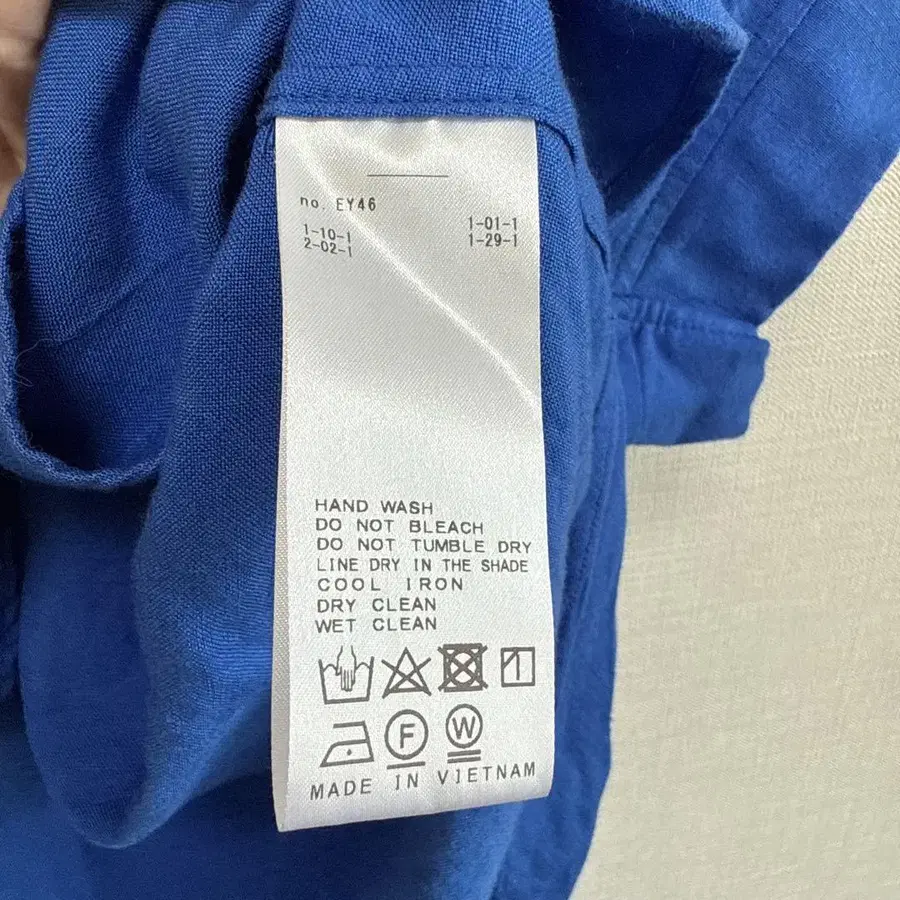 no. EY46
1-10-1 1-01-1
2-02-1 1-29-1
HAND WASH
DO NOT BLEACH
DO NOT TUMBLE DRY
LINE DRY IN THE SHADE
COOL IRON
DRY CLEAN
WET CLEAN
F W
MADE IN VIETNAM